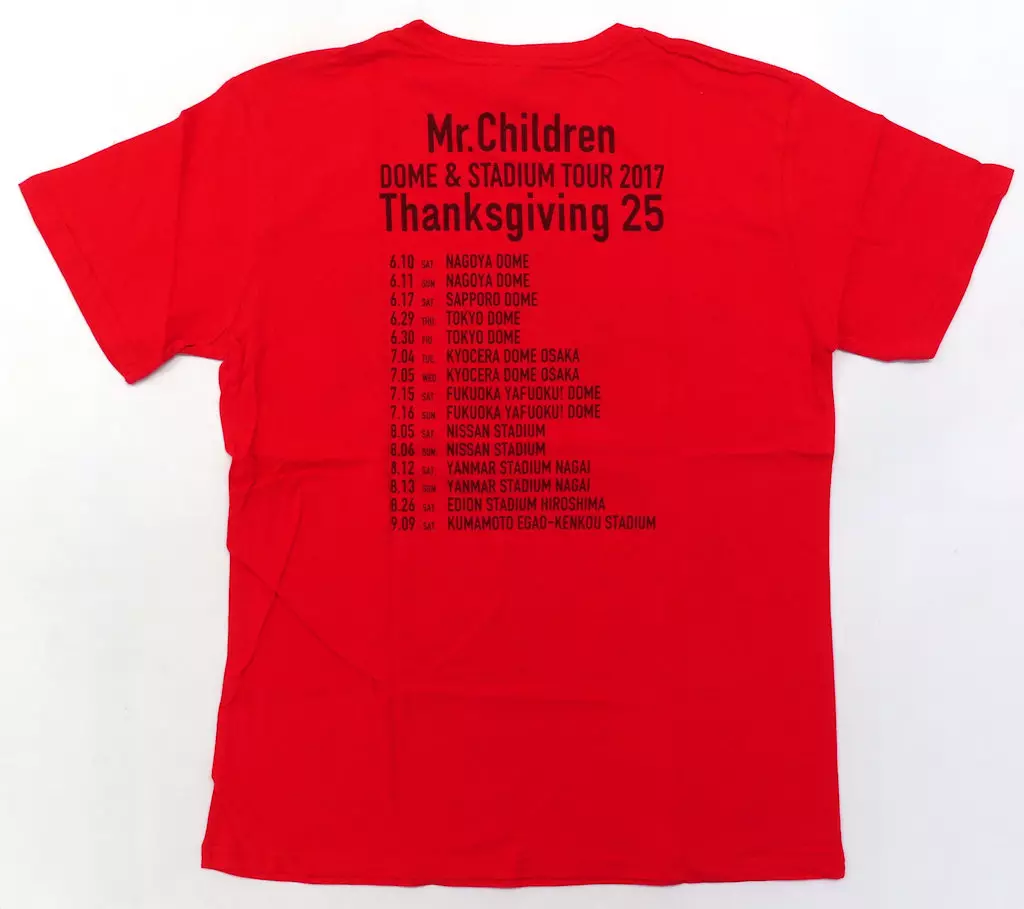 Mr.Children
DOME & STADIUM TOUR 2017
Thanksgiving 25
6.10 SAT. NAGOYA DOME
6.11 SUN. NAGOYA DOME
6.17 SAT. SAPPORO DOME
6.29 THU. TOKYO DOME
6.30 FRI. TOKYO DOME
7.04 TUE. KYOCERA DOME OSAKA
7.05 WED. KYOCERA DOME OSAKA
7.15 SAT. FUKUOKA YAFUOKU! DOME
7.16 SUN. FUKUOKA YAFUOKU! DOME
8.05 SAT. NISSAN STADIUM
8.06 SUN. NISSAN STADIUM
8.12 SAT. YANMAR STADIUM NAGAI
8.13 SUN. YANMAR STADIUM NAGAI
8.26 SAT. EDION STADIUM HIROSHIMA
9.09 SAT. KUMAMOTO EGAO-KENKOU STADIUM